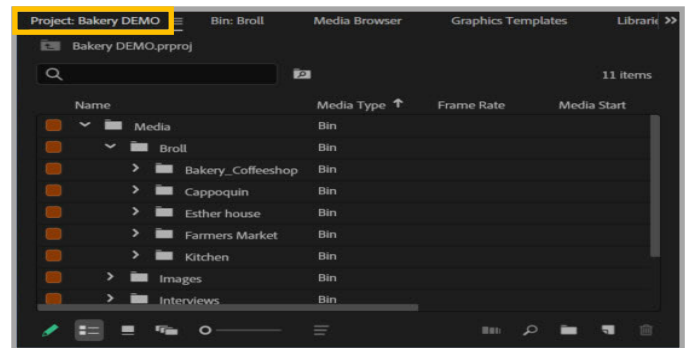 Project: Bakery DEMO Bin: Broll Media Browser Graphics Templates Librarie
Bakery DEMO.prproj
11 items
Name Media Type Frame Rate Media Start
Media Bin
Broll Bin
Bakery_Coffeeshop Bin
Cappoquin Bin
Esther house Bin
Farmers Market Bin
Kitchen Bin
Images Bin
Interviews Bin